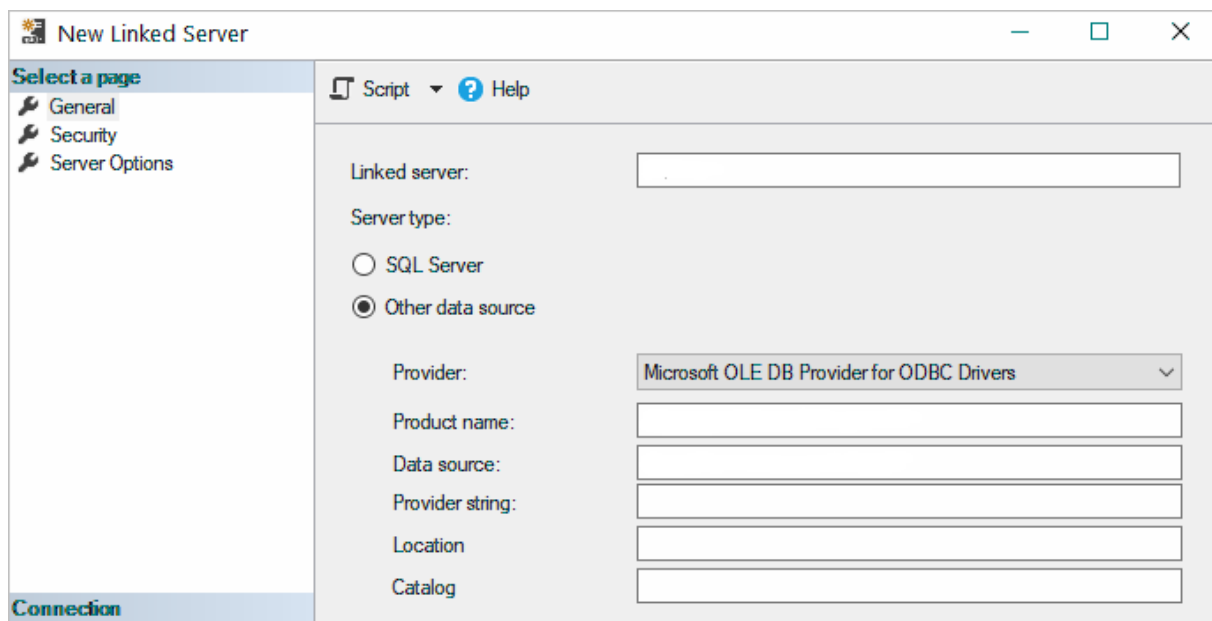 New Linked Server
Select a page
General
Security
Server Options
Connection
Script Help
Linked server:
Server type:
SQL Server
Other data source
Provider: Microsoft OLE DB Provider for ODBC Drivers
Product name:
Data source:
Provider string:
Location
Catalog